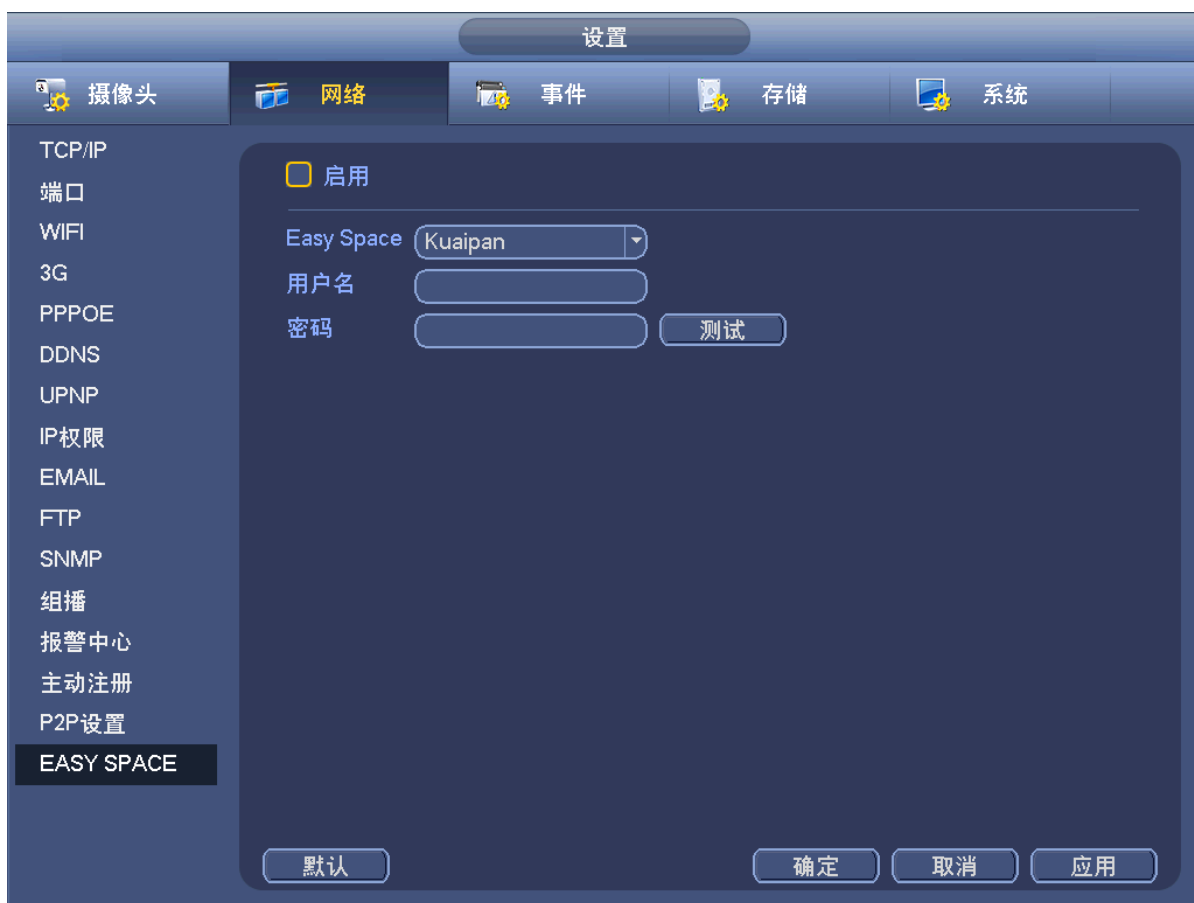 设置
摄像头 网络 事件 存储 系统
TCP/IP
端口
WIFI
3G
PPPOE
DDNS
UPNP
IP权限
EMAIL
FTP
SNMP
组播
报警中心
主动注册
P2P设置
EASY SPACE
启用
Easy Space Kuaipan
用户名
密码 测试
默认 确定 取消 应用